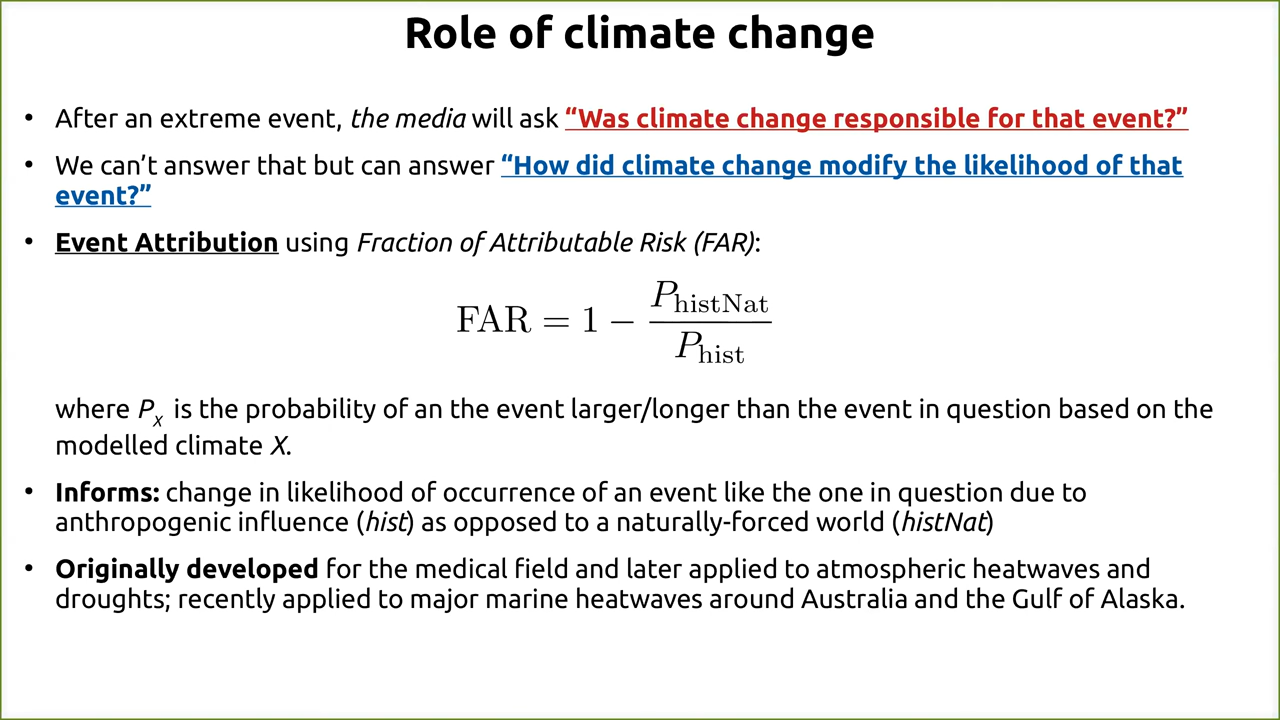 Role of climate change
• After an extreme event, the media will ask “Was climate change responsible for that event?”
• We can’t answer that but can answer “How did climate change modify the likelihood of that
event?”
• Event Attribution using Fraction of Attributable Risk (FAR):
FAR = 1 − P_histNat / P_hist
where P_x is the probability of an the event larger/longer than the event in question based on the
modelled climate X.
• Informs: change in likelihood of occurrence of an event like the one in question due to
anthropogenic influence (hist) as opposed to a naturally-forced world (histNat)
• Originally developed for the medical field and later applied to atmospheric heatwaves and
droughts; recently applied to major marine heatwaves around Australia and the Gulf of Alaska.